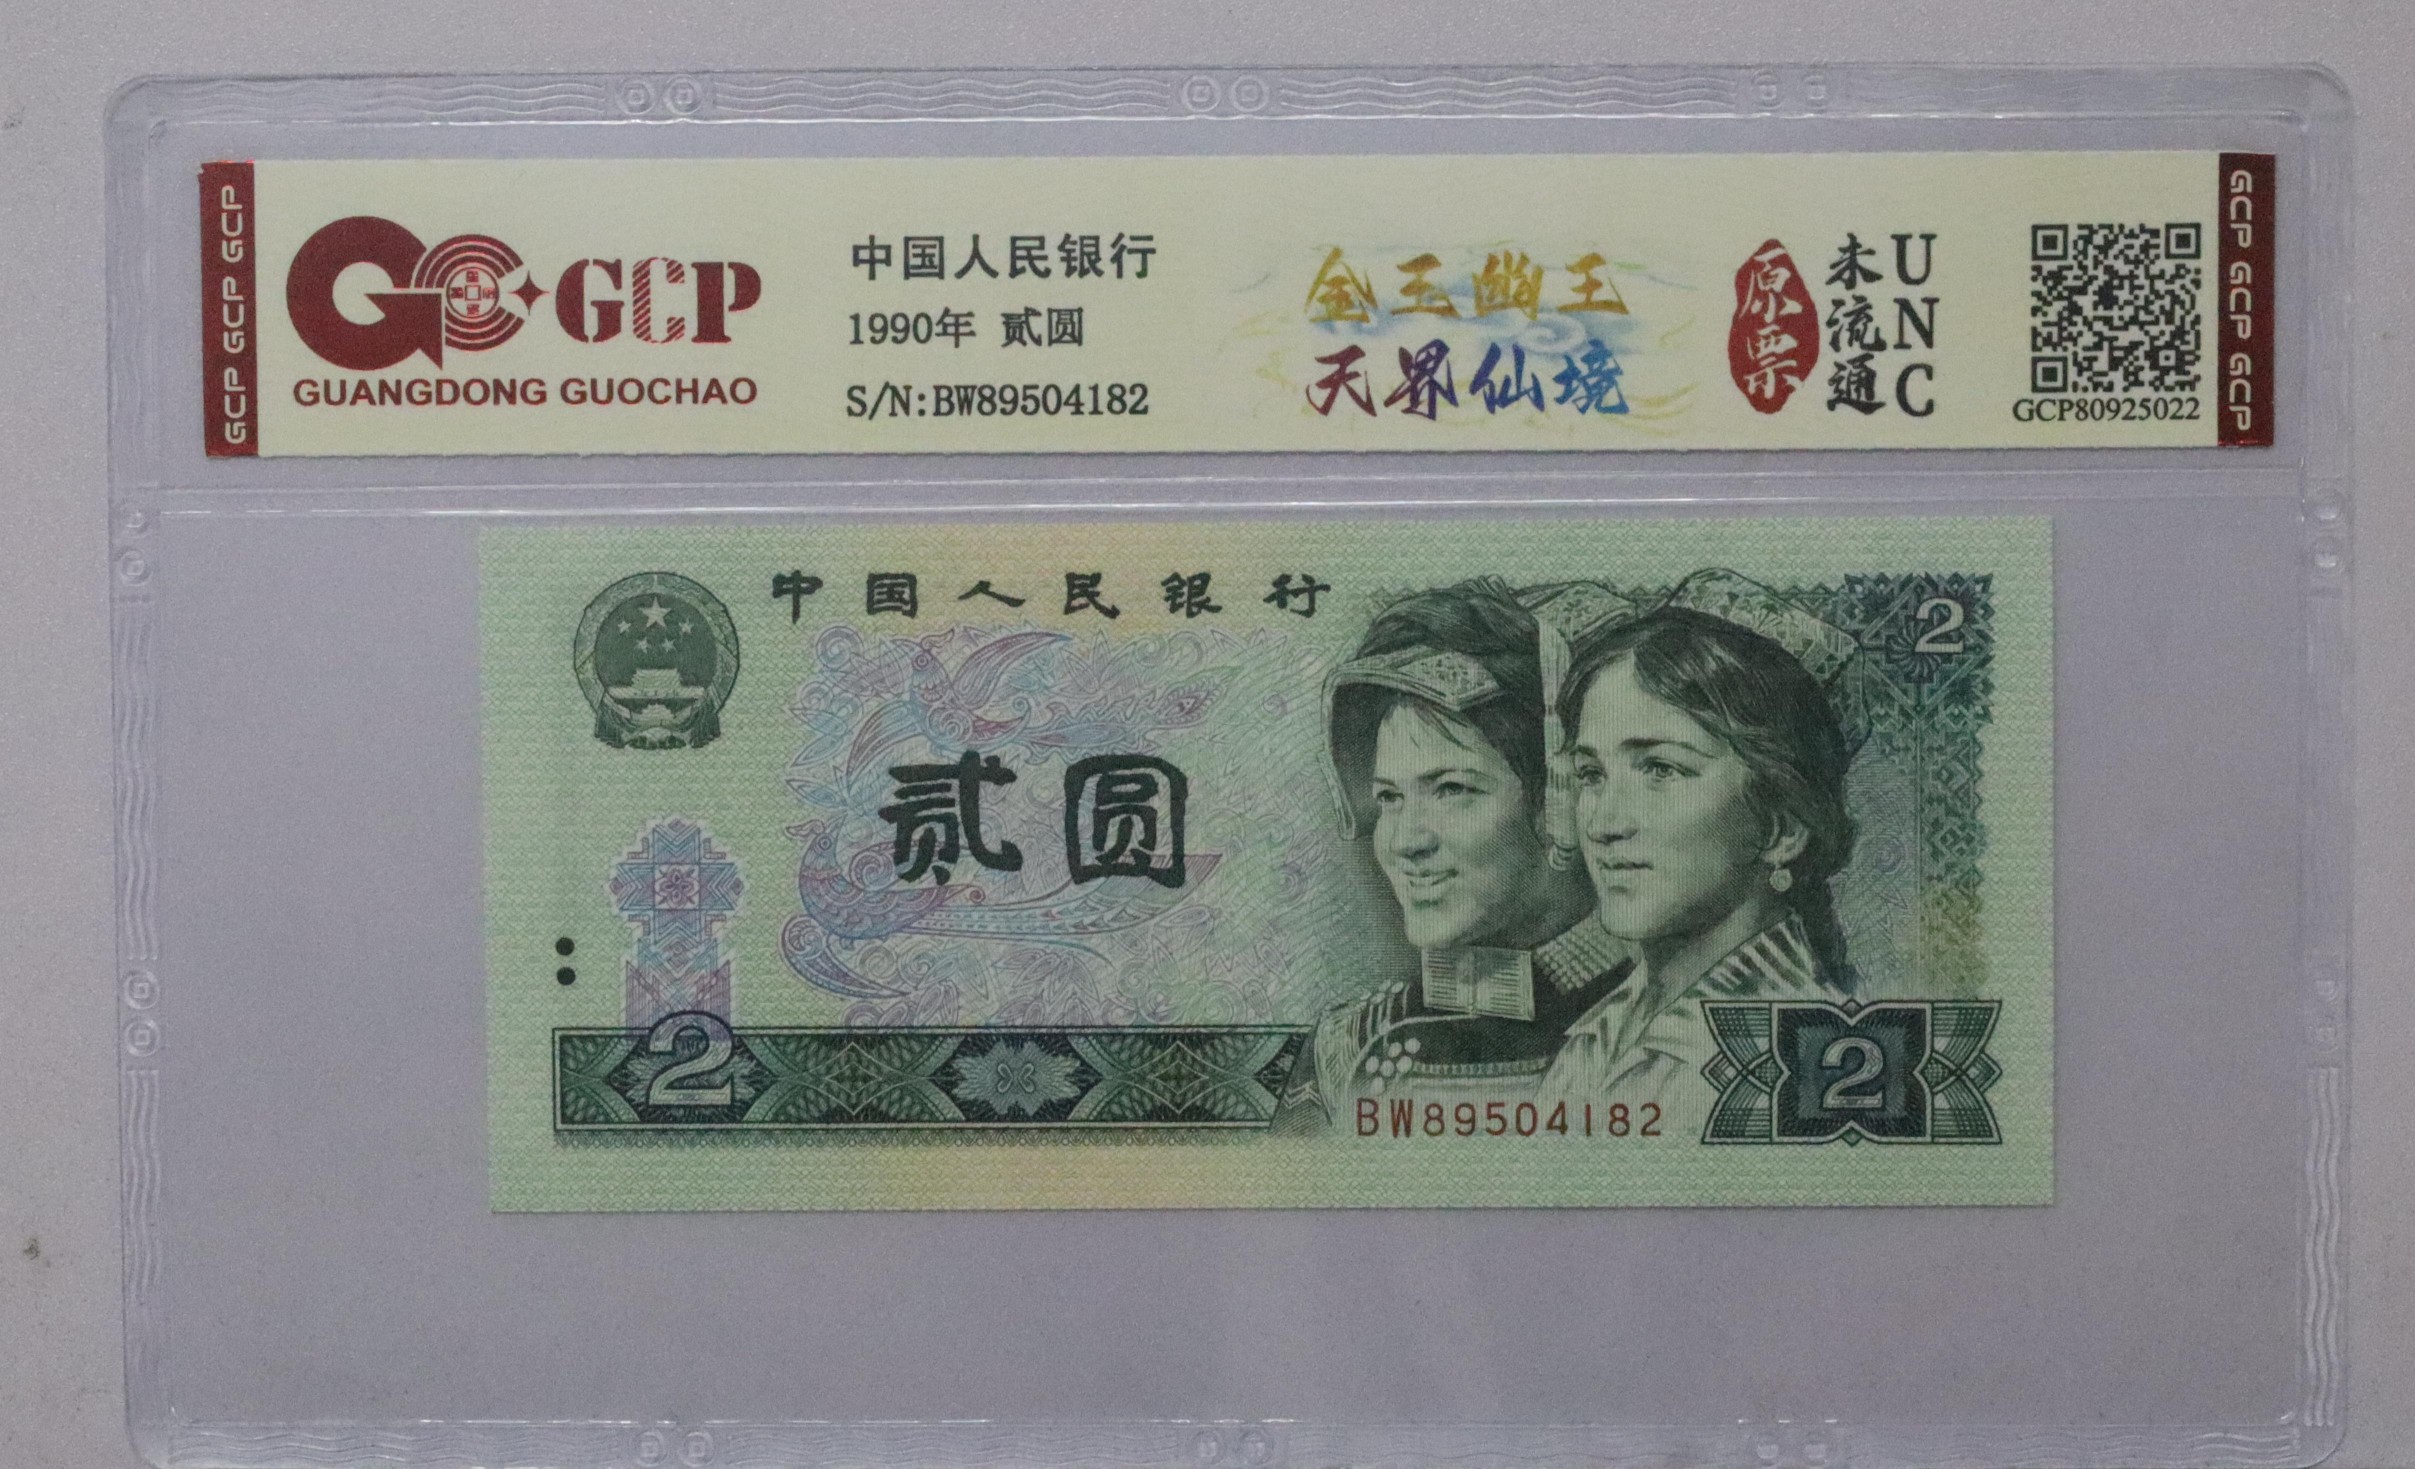 GCP GCP GCP
GCP
GUANGDONG GUOCHAO
中国人民银行
1990年 贰圆
S/N:BW89504182
金玉幽王
天界仙境
原票
未流通
UNC
GCP80925022
GCP GCP GCP
中国人民银行
2
贰圆
2
BW89504182
2